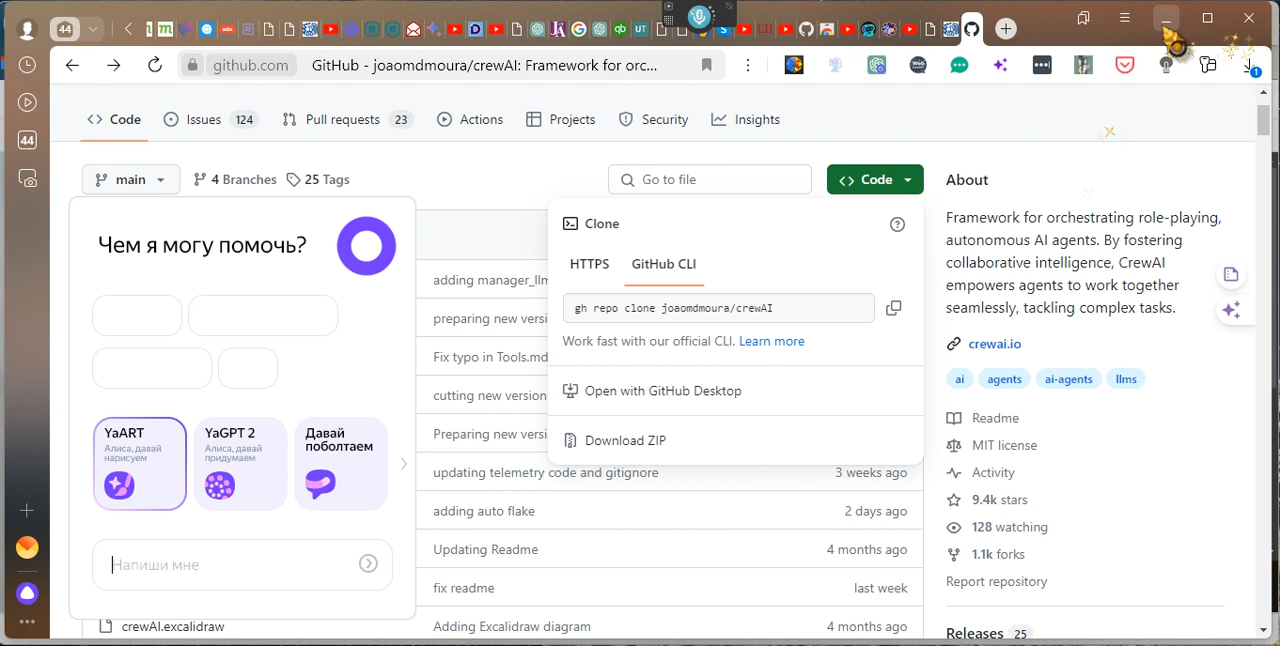 44
github.com
GitHub - joaomdmoura/crewAI: Framework for orc...
1
44
Code
Issues 124
Pull requests 23
Actions
Projects
Security
Insights
main
4 Branches
25 Tags
Go to file
Code
Чем я могу помочь?
YaART
Алиса, давай
нарисуем
YaGPT 2
Алиса, давай
придумаем
Давай
поболтаем
Напиши мне
Clone
HTTPS
GitHub CLI
gh repo clone joaomdmoura/crewAI
Work fast with our official CLI. Learn more
Open with GitHub Desktop
Download ZIP
adding manager_llm
preparing new versi
Fix typo in Tools.md
cutting new version
Preparing new versi
updating telemetry code and gitignore
3 weeks ago
adding auto flake
2 days ago
Updating Readme
4 months ago
fix readme
last week
crewAI.excalidraw
Adding Excalidraw diagram
4 months ago
About
Framework for orchestrating role-playing,
autonomous AI agents. By fostering
collaborative intelligence, CrewAI
empowers agents to work together
seamlessly, tackling complex tasks.
crewai.io
ai
agents
ai-agents
llms
Readme
MIT license
Activity
9.4k stars
128 watching
1.1k forks
Report repository
Releases 25